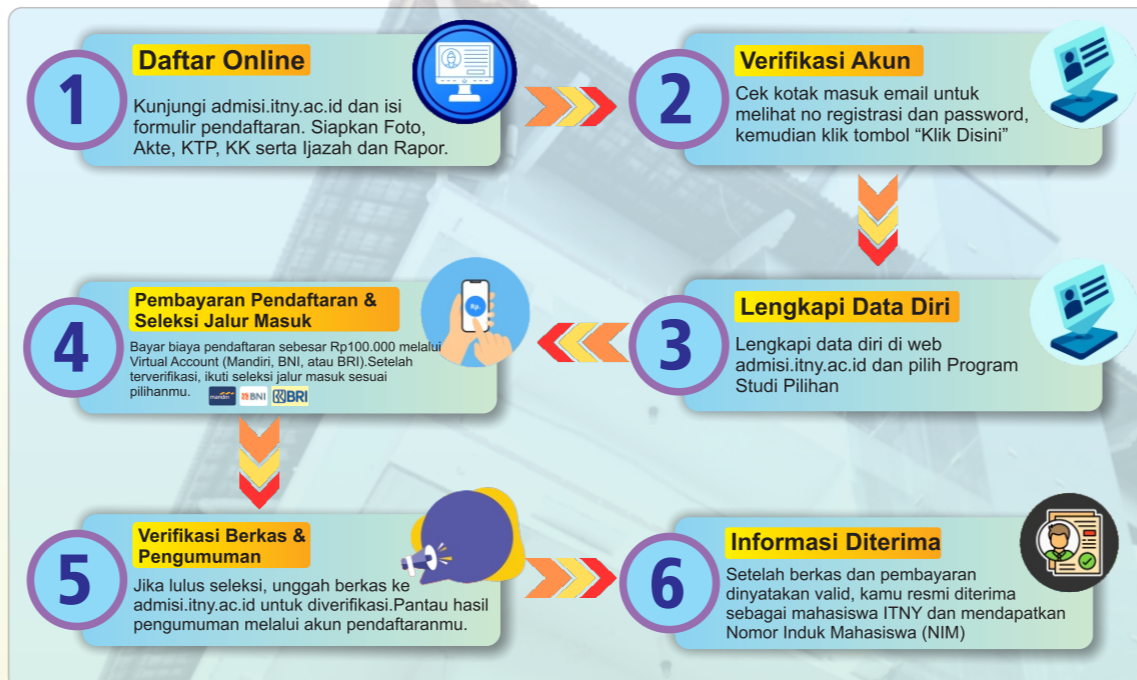 1
Daftar Online
Kunjungi admisi.itny.ac.id dan isi
formulir pendaftaran. Siapkan Foto,
Akte, KTP, KK serta Ijazah dan Rapor.
2
Verifikasi Akun
Cek kotak masuk email untuk
melihat no registrasi dan password,
kemudian klik tombol “Klik Disini”
3
Lengkapi Data Diri
Lengkapi data diri di web
admisi.itny.ac.id dan pilih Program
Studi Pilihan
4
Pembayaran Pendaftaran &
Seleksi Jalur Masuk
Bayar biaya pendaftaran sebesar Rp100.000 melalui
Virtual Account (Mandiri, BNI, atau BRI).Setelah
terverifikasi, ikuti seleksi jalur masuk sesuai
pilihanmu.
mandiri BNI BRI
Rp.
5
Verifikasi Berkas &
Pengumuman
Jika lulus seleksi, unggah berkas ke
admisi.itny.ac.id untuk diverifikasi.Pantau hasil
pengumuman melalui akun pendaftaranmu.
6
Informasi Diterima
Setelah berkas dan pembayaran
dinyatakan valid, kamu resmi diterima
sebagai mahasiswa ITNY dan mendapatkan
Nomor Induk Mahasiswa (NIM)